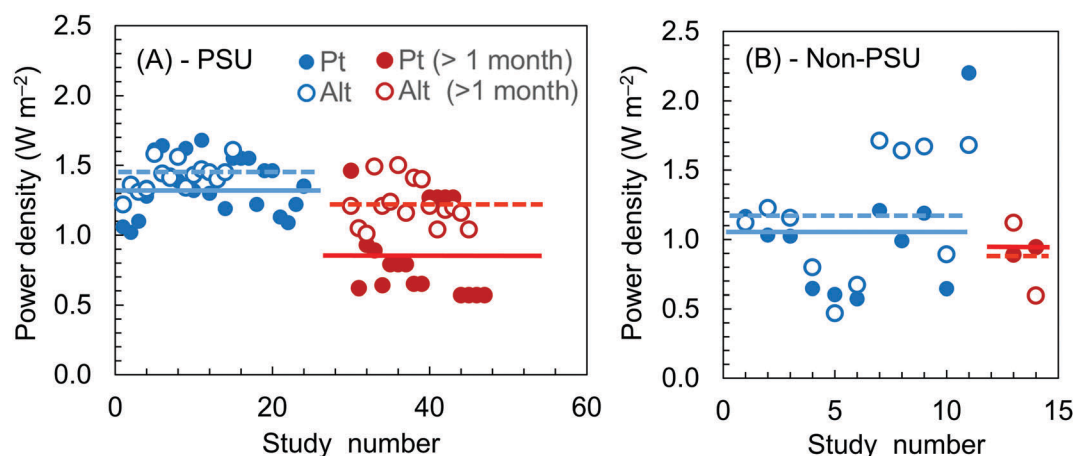 (A) - PSU
Pt
Pt (> 1 month)
Alt
Alt (>1 month)
Power density (W m⁻²)
2.5
2.0
1.5
1.0
0.5
0.0
0
20
40
60
Study number
(B) - Non-PSU
Power density (W m⁻²)
2.5
2.0
1.5
1.0
0.5
0.0
0
5
10
15
Study number